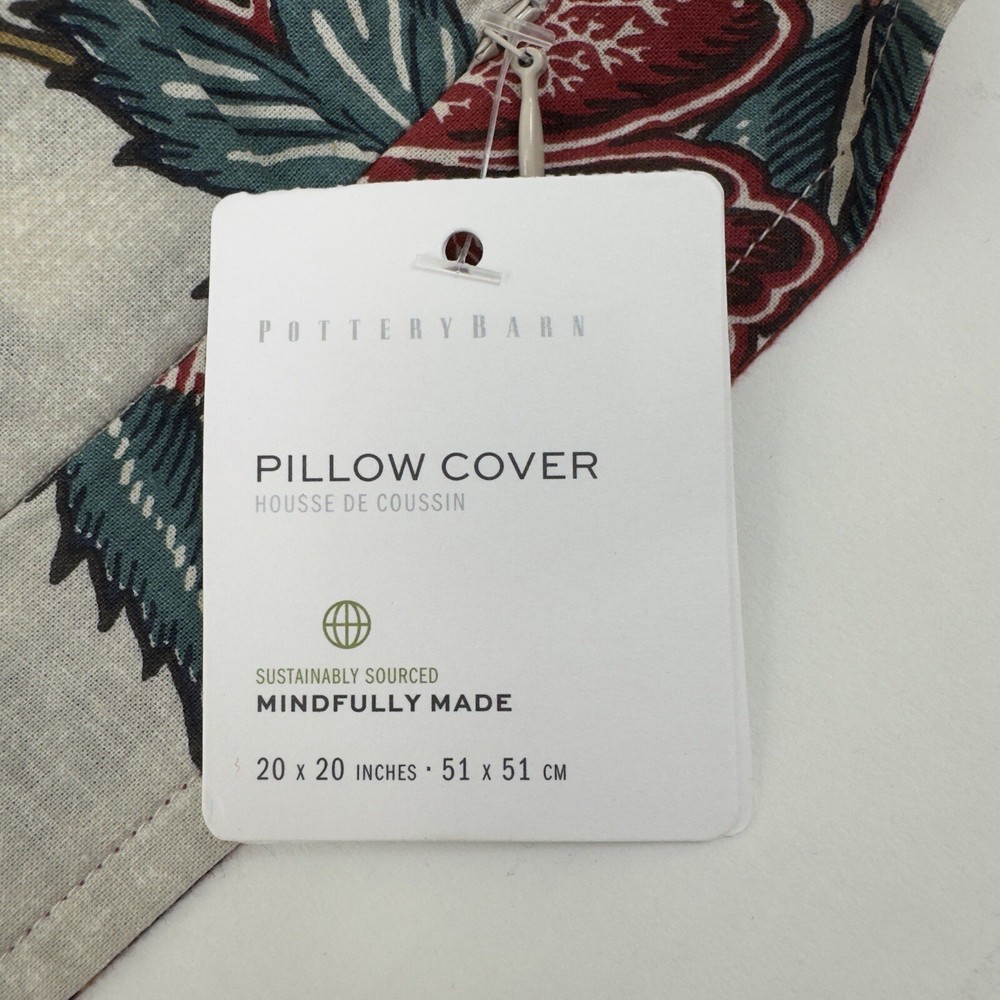 POTTERYBARN
PILLOW COVER
HOUSSE DE COUSSIN
SUSTAINABLY SOURCED
MINDFULLY MADE
20 x 20 INCHES · 51 x 51 CM